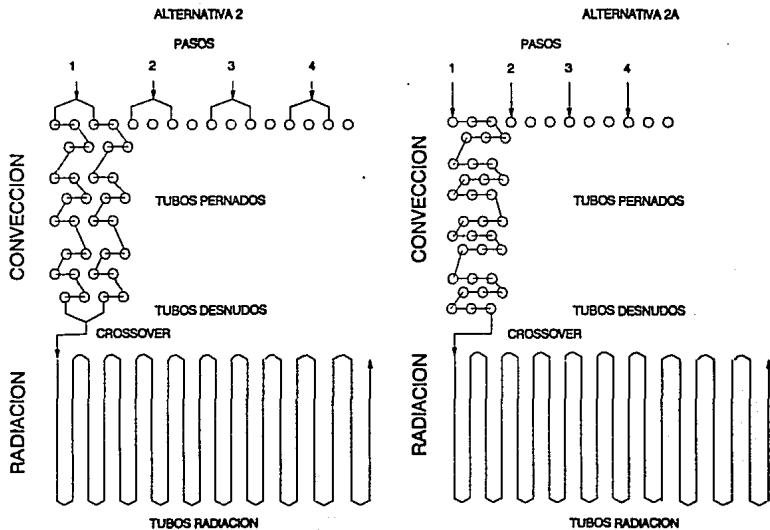 ALTERNATIVA 2
PASOS
1 2 3 4
CONVECCION
TUBOS PERNADOS
TUBOS DESNUDOS
CROSSOVER
RADIACION
TUBOS RADIACION
ALTERNATIVA 2A
PASOS
1 2 3 4
CONVECCION
TUBOS PERNADOS
TUBOS DESNUDOS
CROSSOVER
RADIACION
TUBOS RADIACION